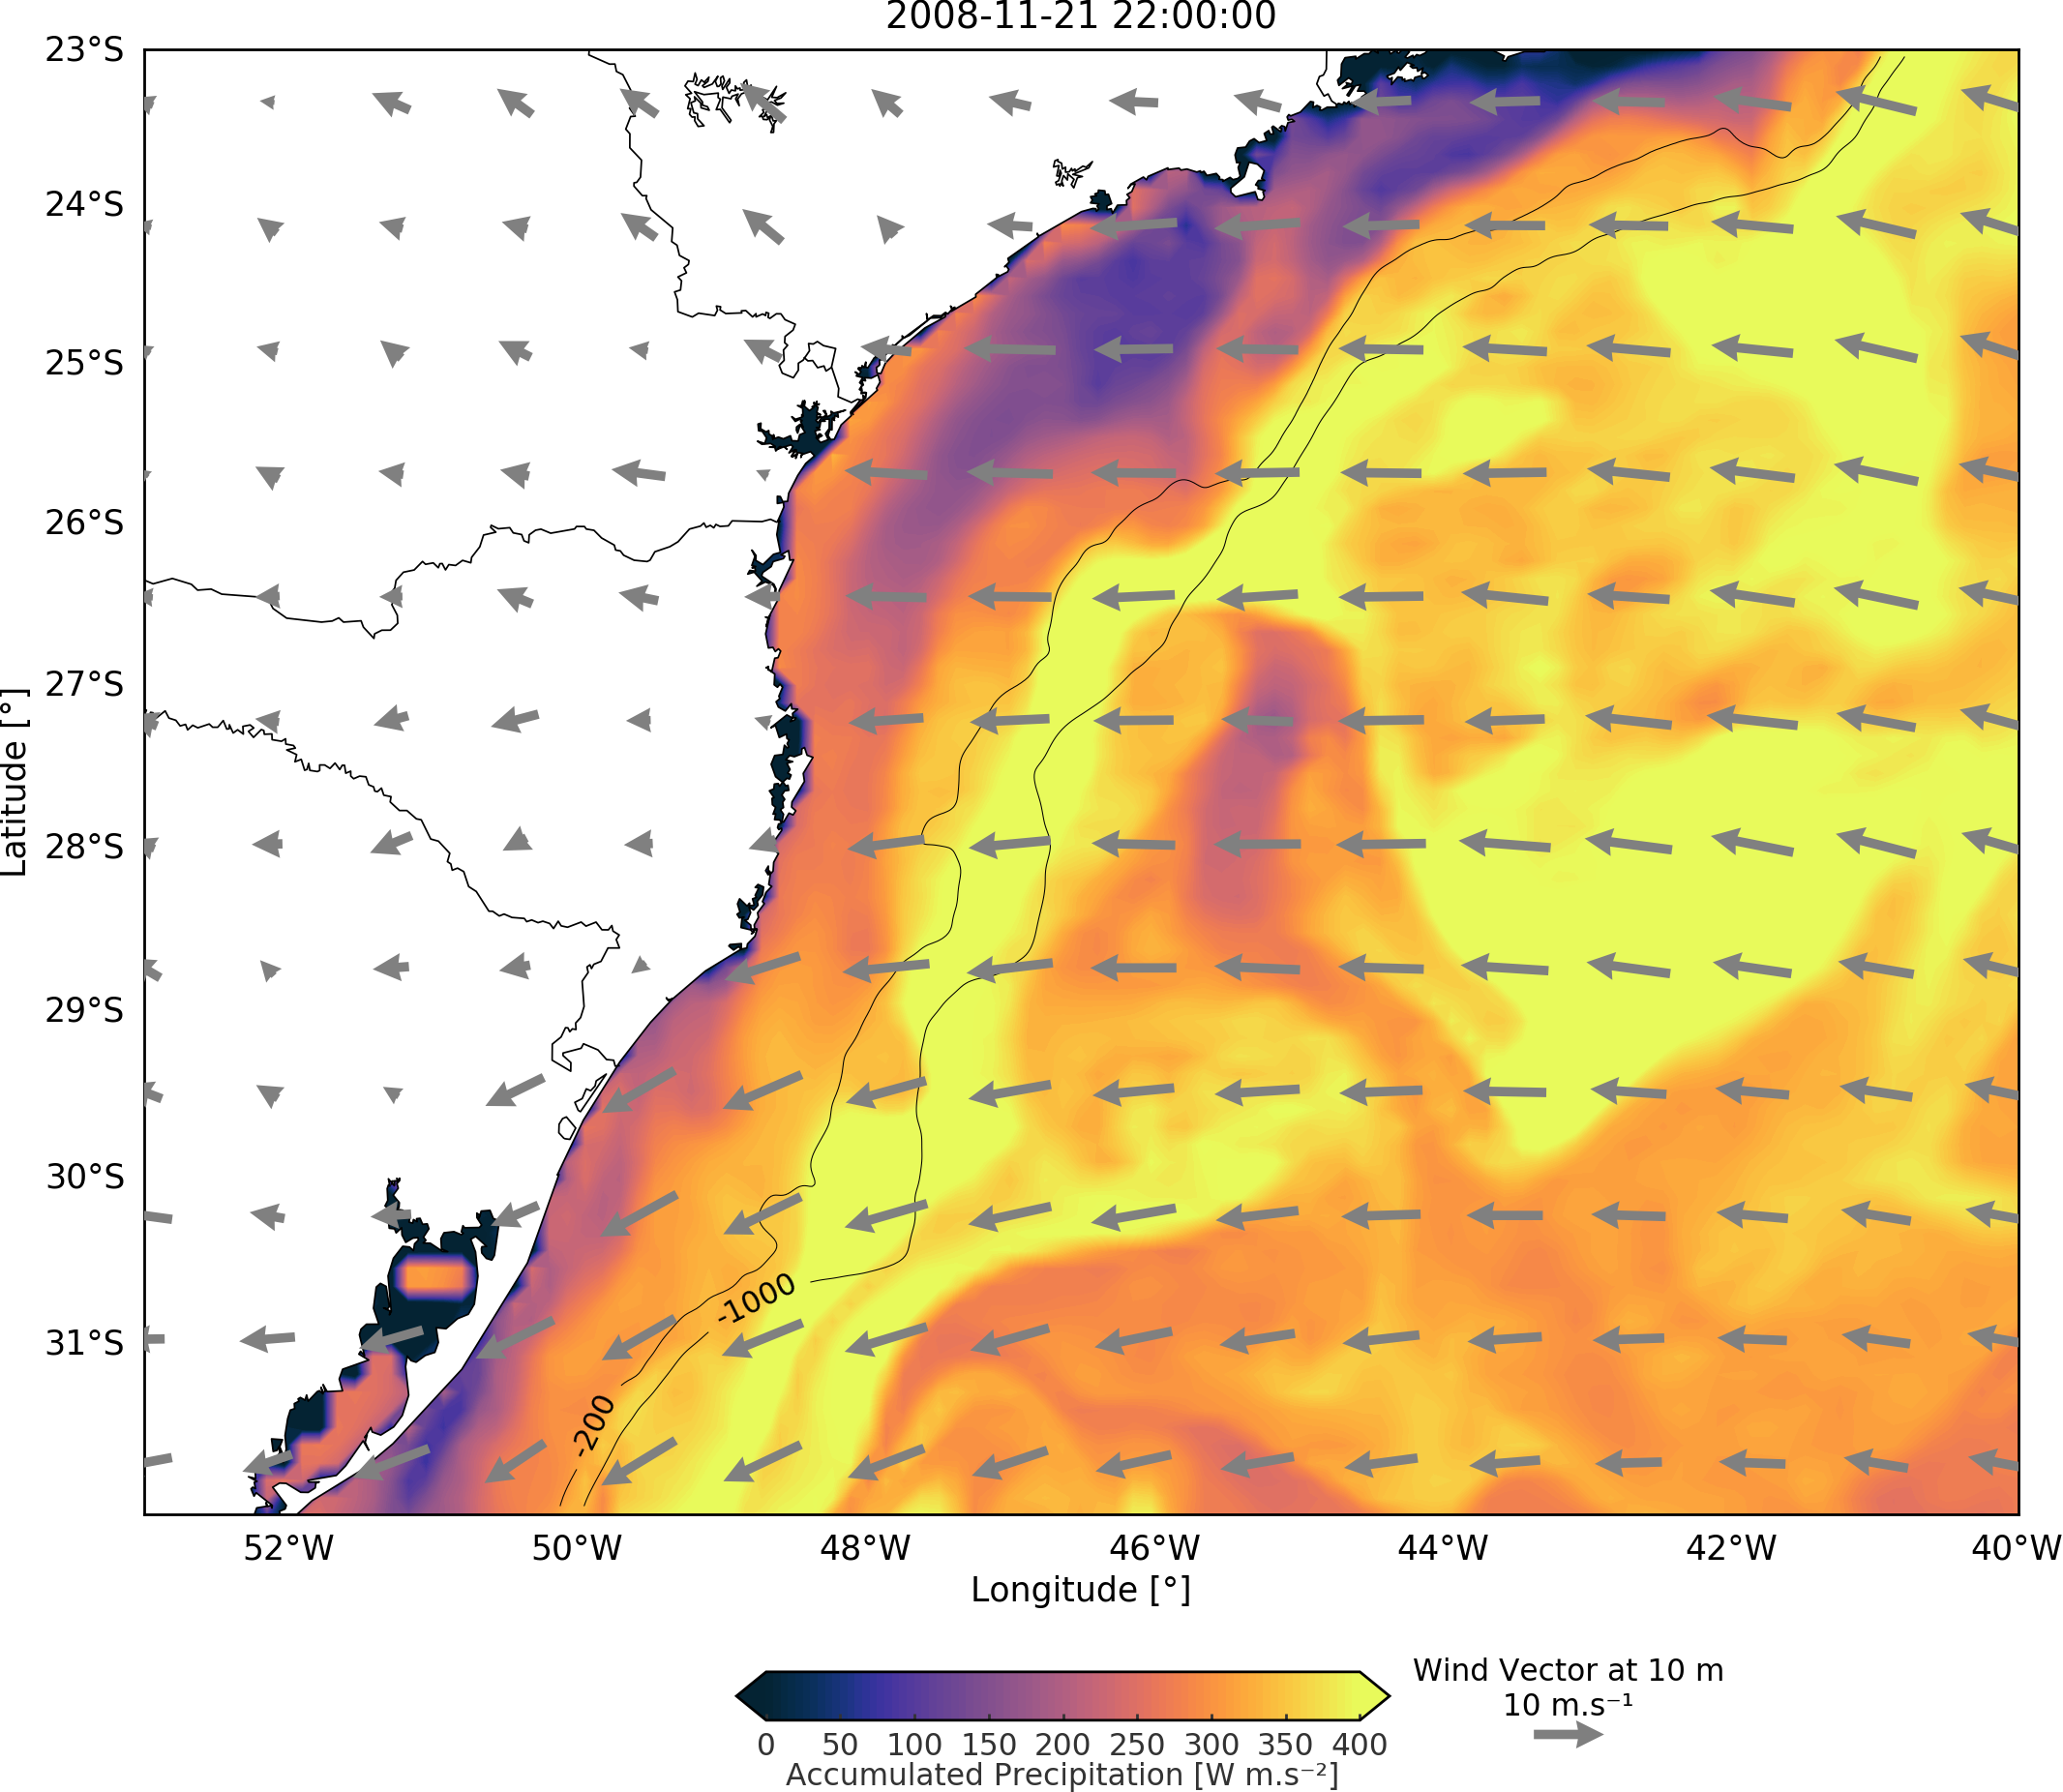 2008-11-21 22:00:00
23°S
24°S
25°S
26°S
27°S
28°S
29°S
30°S
31°S
Latitude [°]
-1000
-200
52°W
50°W
48°W
46°W
44°W
42°W
40°W
Longitude [°]
Wind Vector at 10 m
10 m.s⁻¹
0
50
100
150
200
250
300
350
400
Accumulated Precipitation [W m.s⁻²]